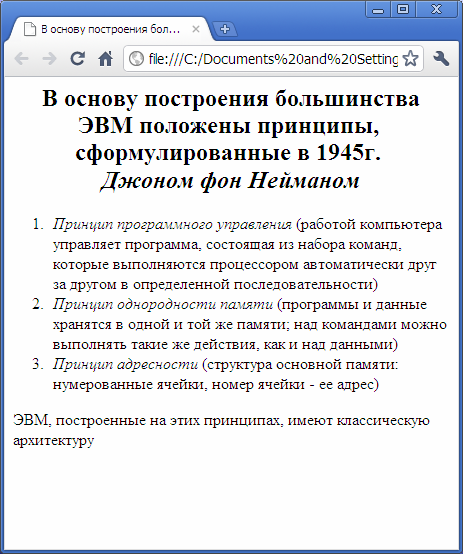 В основу построения бол...
file:///C:/Documents%20and%20Setting
В основу построения большинства
ЭВМ положены принципы,
сформулированные в 1945г.
Джоном фон Нейманом
1. Принцип программного управления (работой компьютера
управляет программа, состоящая из набора команд,
которые выполняются процессором автоматически друг
за другом в определенной последовательности)
2. Принцип однородности памяти (программы и данные
хранятся в одной и той же памяти; над командами можно
выполнять такие же действия, как и над данными)
3. Принцип адресности (структура основной памяти:
нумерованные ячейки, номер ячейки - ее адрес)
ЭВМ, построенные на этих принципах, имеют классическую
архитектуру